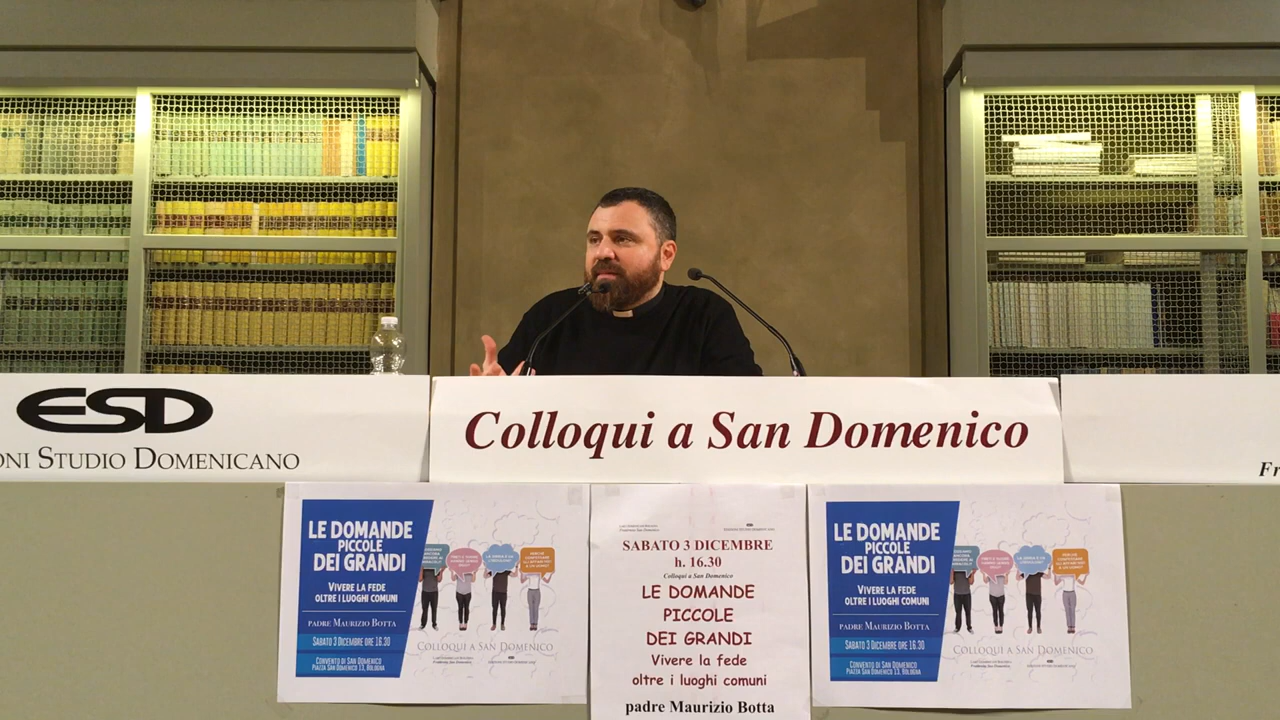 ESD
ONI STUDIO DOMENICANO
Colloqui a San Domenico
Fr
LE DOMANDE
PICCOLE
DEI GRANDI
VIVERE LA FEDE
OLTRE I LUOGHI COMUNI
PADRE MAURIZIO BOTTA
SABATO 3 DICEMBRE ORE 16.30
CONVENTO DI SAN DOMENICO
PIAZZA SAN DOMENICO 13, BOLOGNA
COLLOQUI A SAN DOMENICO
SABATO 3 DICEMBRE
h. 16.30
Colloqui a San Domenico
LE DOMANDE
PICCOLE
DEI GRANDI
Vivere la fede
oltre i luoghi comuni
padre Maurizio Botta
LE DOMANDE
PICCOLE
DEI GRANDI
VIVERE LA FEDE
OLTRE I LUOGHI COMUNI
PADRE MAURIZIO BOTTA
SABATO 3 DICEMBRE ORE 16.30
CONVENTO DI SAN DOMENICO
PIAZZA SAN DOMENICO 13, BOLOGNA
COLLOQUI A SAN DOMENICO